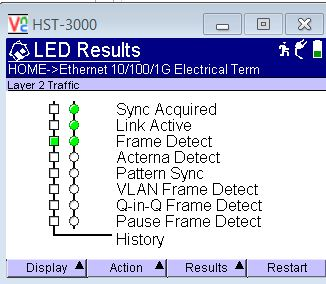 V2 HST-3000
LED Results
HOME->Ethernet 10/100/1G Electrical Term
Layer 2 Traffic
Sync Acquired
Link Active
Frame Detect
Acterna Detect
Pattern Sync
VLAN Frame Detect
Q-in-Q Frame Detect
Pause Frame Detect
History
Display Action Results Restart